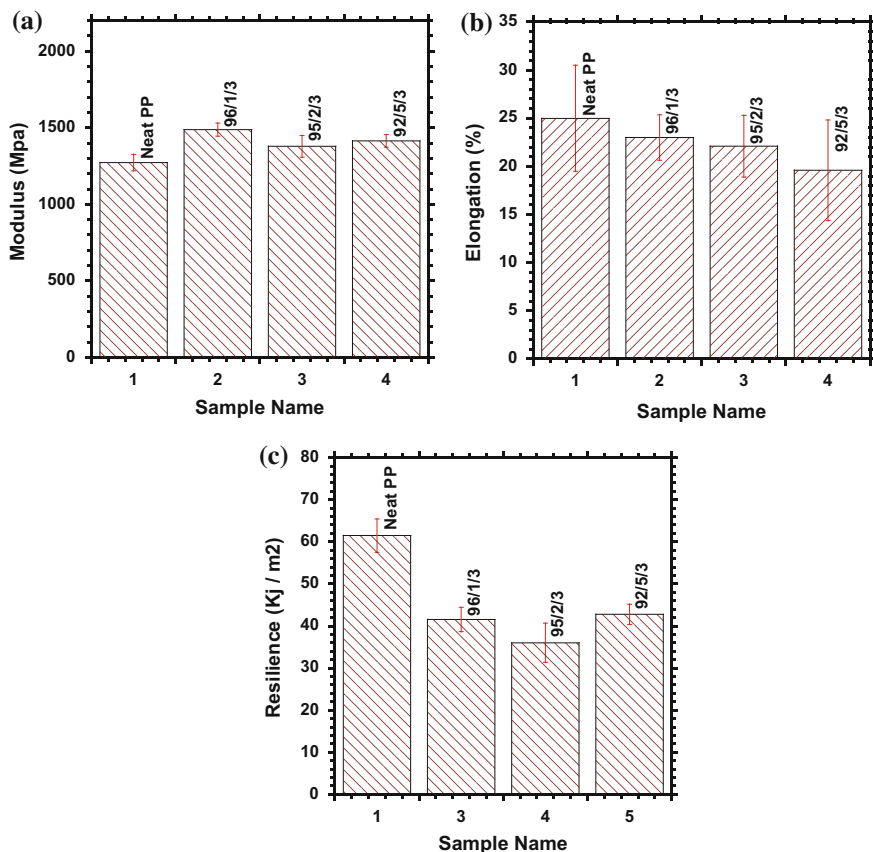 (a)
2000
1500
1000
500
0
Modulus (Mpa)
Neat PP
96/1/3
95/2/3
92/5/3
1 2 3 4
Sample Name
(b)
35
30
25
20
15
10
5
0
Elongation (%)
Neat PP
96/1/3
95/2/3
92/5/3
1 2 3 4
Sample Name
(c)
80
70
60
50
40
30
20
10
0
Resilience (Kj / m2)
Neat PP
96/1/3
95/2/3
92/5/3
1 3 4 5
Sample Name